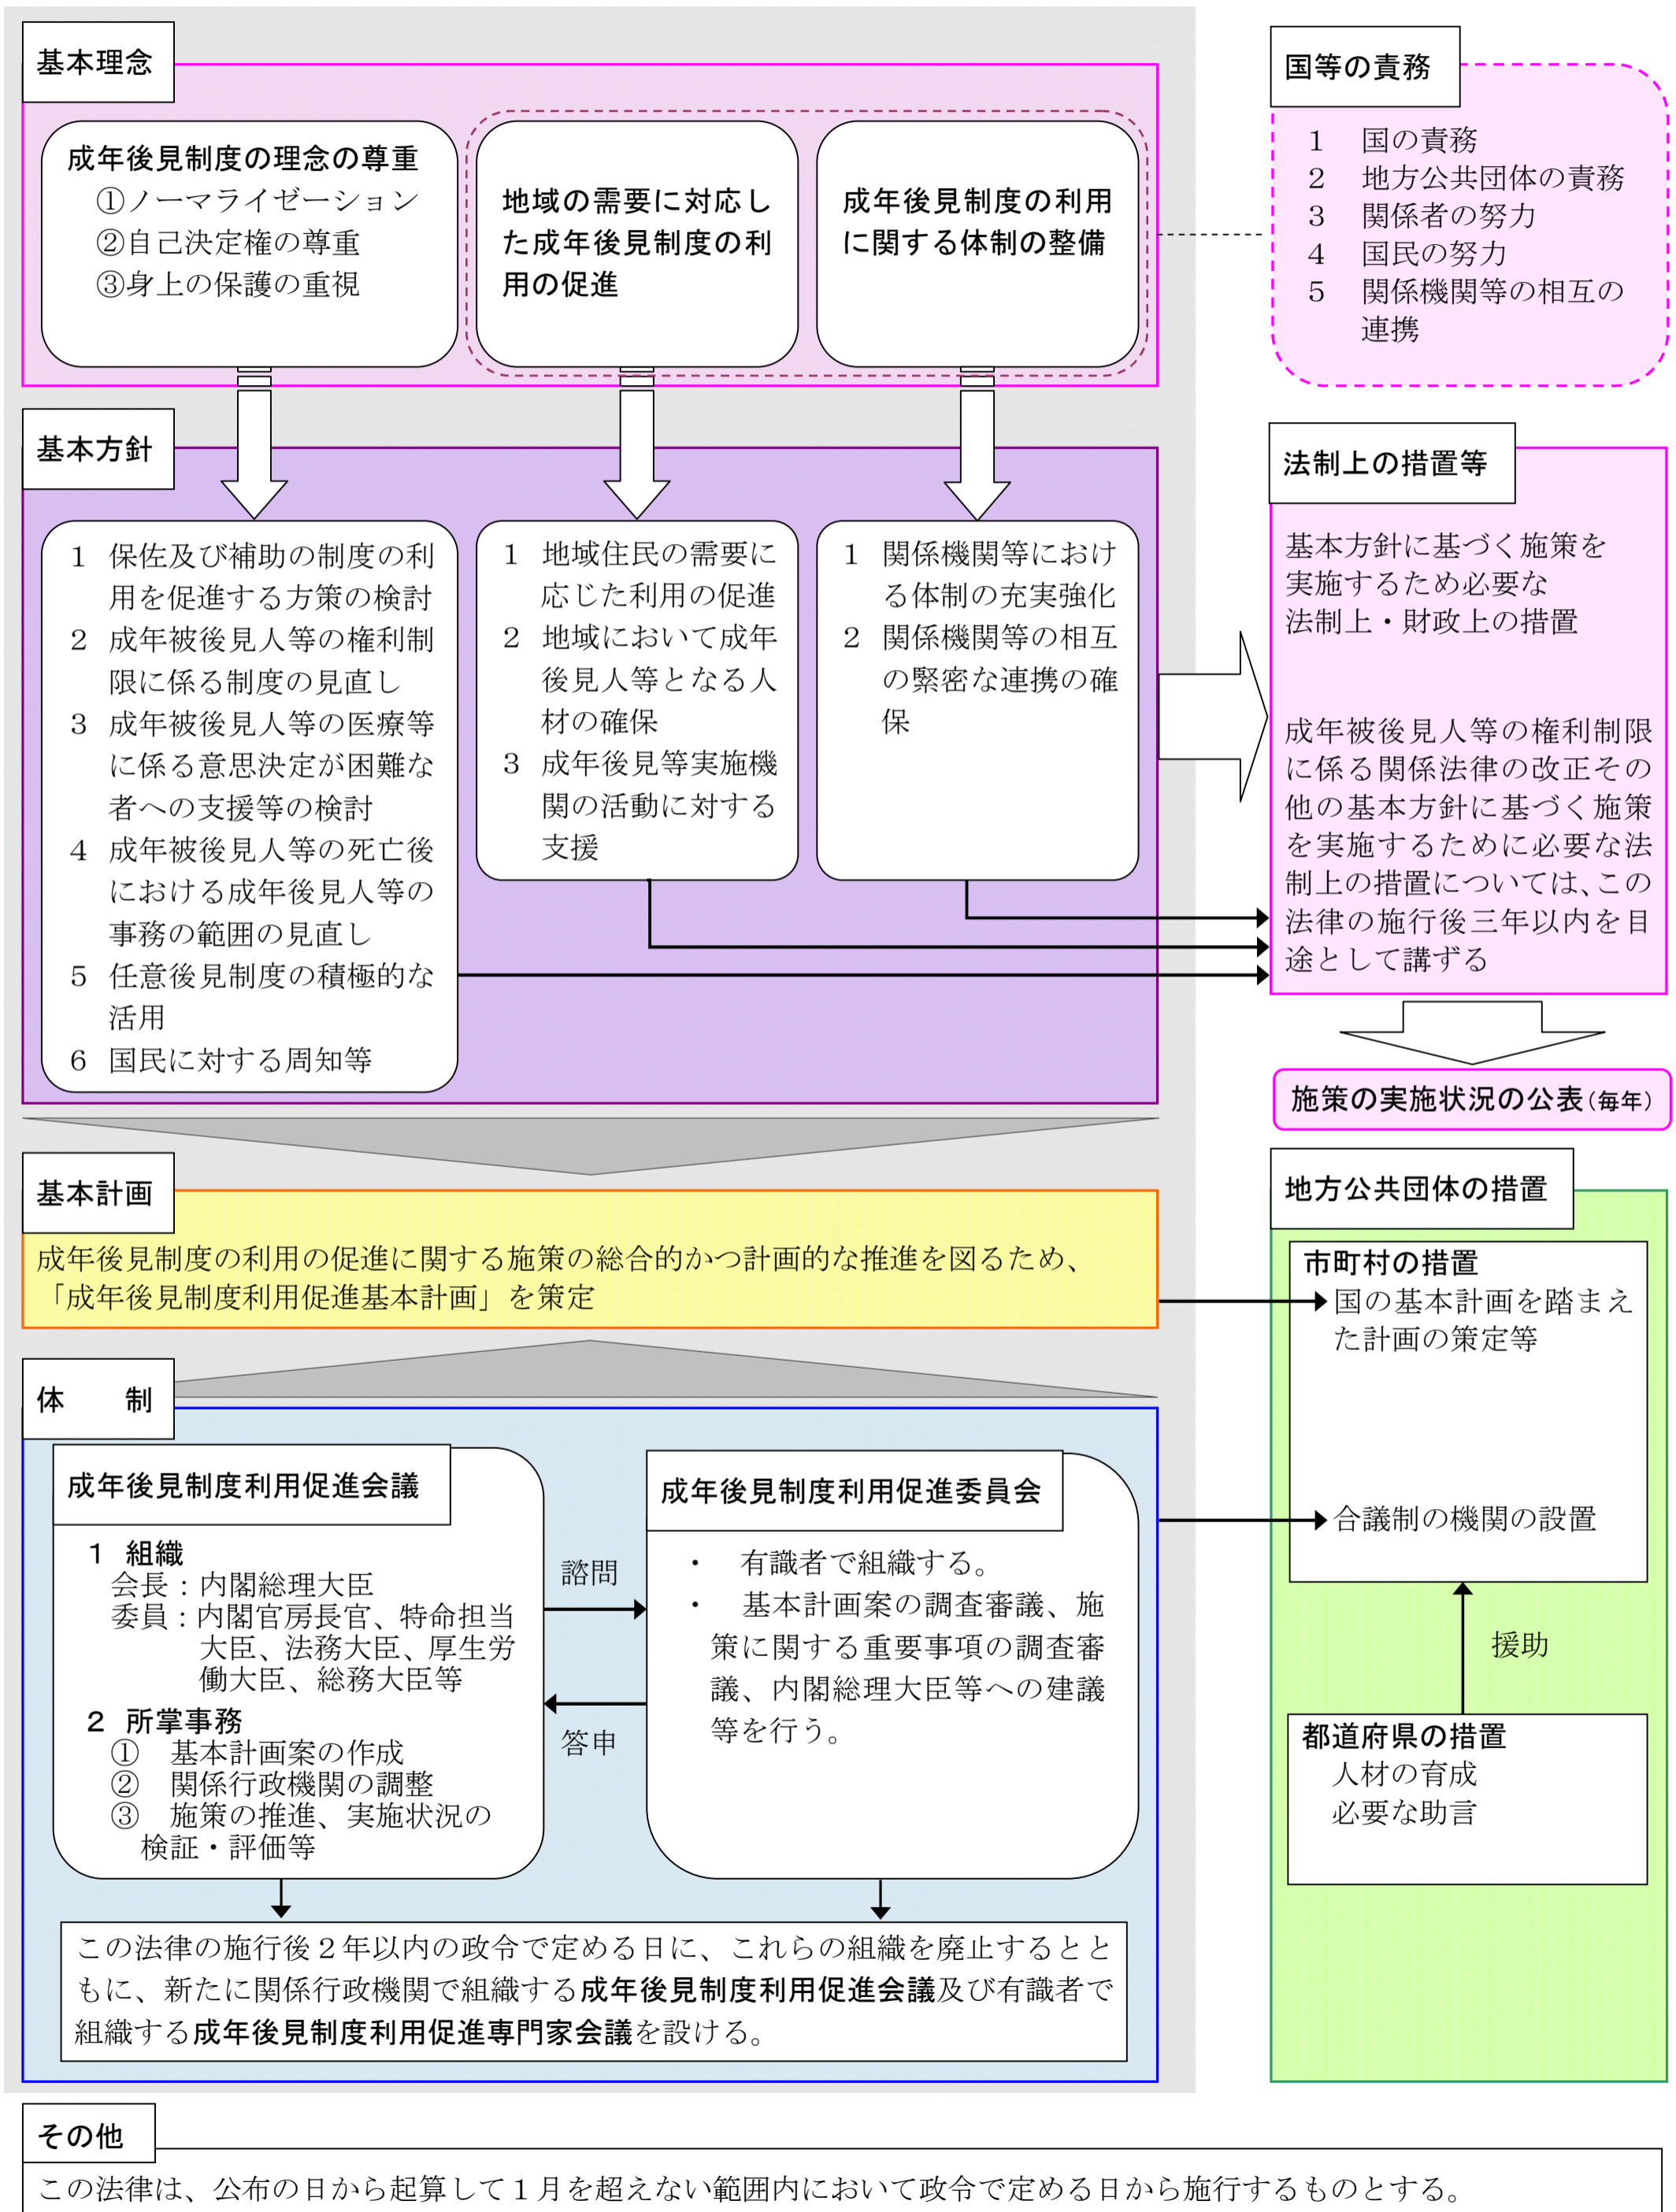 基本理念
成年後見制度の理念の尊重
①ノーマライゼーション
②自己決定権の尊重
③身上の保護の重視
地域の需要に対応し
た成年後見制度の利
用の促進
成年後見制度の利用
に関する体制の整備
国等の責務
1 国の責務
2 地方公共団体の責務
3 関係者の努力
4 国民の努力
5 関係機関等の相互の
連携
基本方針
1 保佐及び補助の制度の利
用を促進する方策の検討
2 成年被後見人等の権利制
限に係る制度の見直し
3 成年被後見人等の医療等
に係る意思決定が困難な
者への支援等の検討
4 成年被後見人等の死亡後
における成年後見人等の
事務の範囲の見直し
5 任意後見制度の積極的な
活用
6 国民に対する周知等
1 地域住民の需要に
応じた利用の促進
2 地域において成年
後見人等となる人
材の確保
3 成年後見等実施機
関の活動に対する
支援
1 関係機関等におけ
る体制の充実強化
2 関係機関等の相互
の緊密な連携の確
保
法制上の措置等
基本方針に基づく施策を
実施するため必要な
法制上・財政上の措置
成年被後見人等の権利制限
に係る関係法律の改正その
他の基本方針に基づく施策
を実施するために必要な法
制上の措置については、この
法律の施行後三年以内を目
途として講ずる
施策の実施状況の公表(毎年)
基本計画
成年後見制度の利用の促進に関する施策の総合的かつ計画的な推進を図るため、
「成年後見制度利用促進基本計画」を策定
体 制
成年後見制度利用促進会議
1 組織
会長：内閣総理大臣
委員：内閣官房長官、特命担当
大臣、法務大臣、厚生労
働大臣、総務大臣等
2 所掌事務
① 基本計画案の作成
② 関係行政機関の調整
③ 施策の推進、実施状況の
検証・評価等
諮問
答申
成年後見制度利用促進委員会
・ 有識者で組織する。
・ 基本計画案の調査審議、施
策に関する重要事項の調査審
議、内閣総理大臣等への建議
等を行う。
この法律の施行後２年以内の政令で定める日に、これらの組織を廃止するとと
もに、新たに関係行政機関で組織する成年後見制度利用促進会議及び有識者で
組織する成年後見制度利用促進専門家会議を設ける。
地方公共団体の措置
市町村の措置
国の基本計画を踏まえ
た計画の策定等
合議制の機関の設置
援助
都道府県の措置
人材の育成
必要な助言
その他
この法律は、公布の日から起算して１月を超えない範囲内において政令で定める日から施行するものとする。